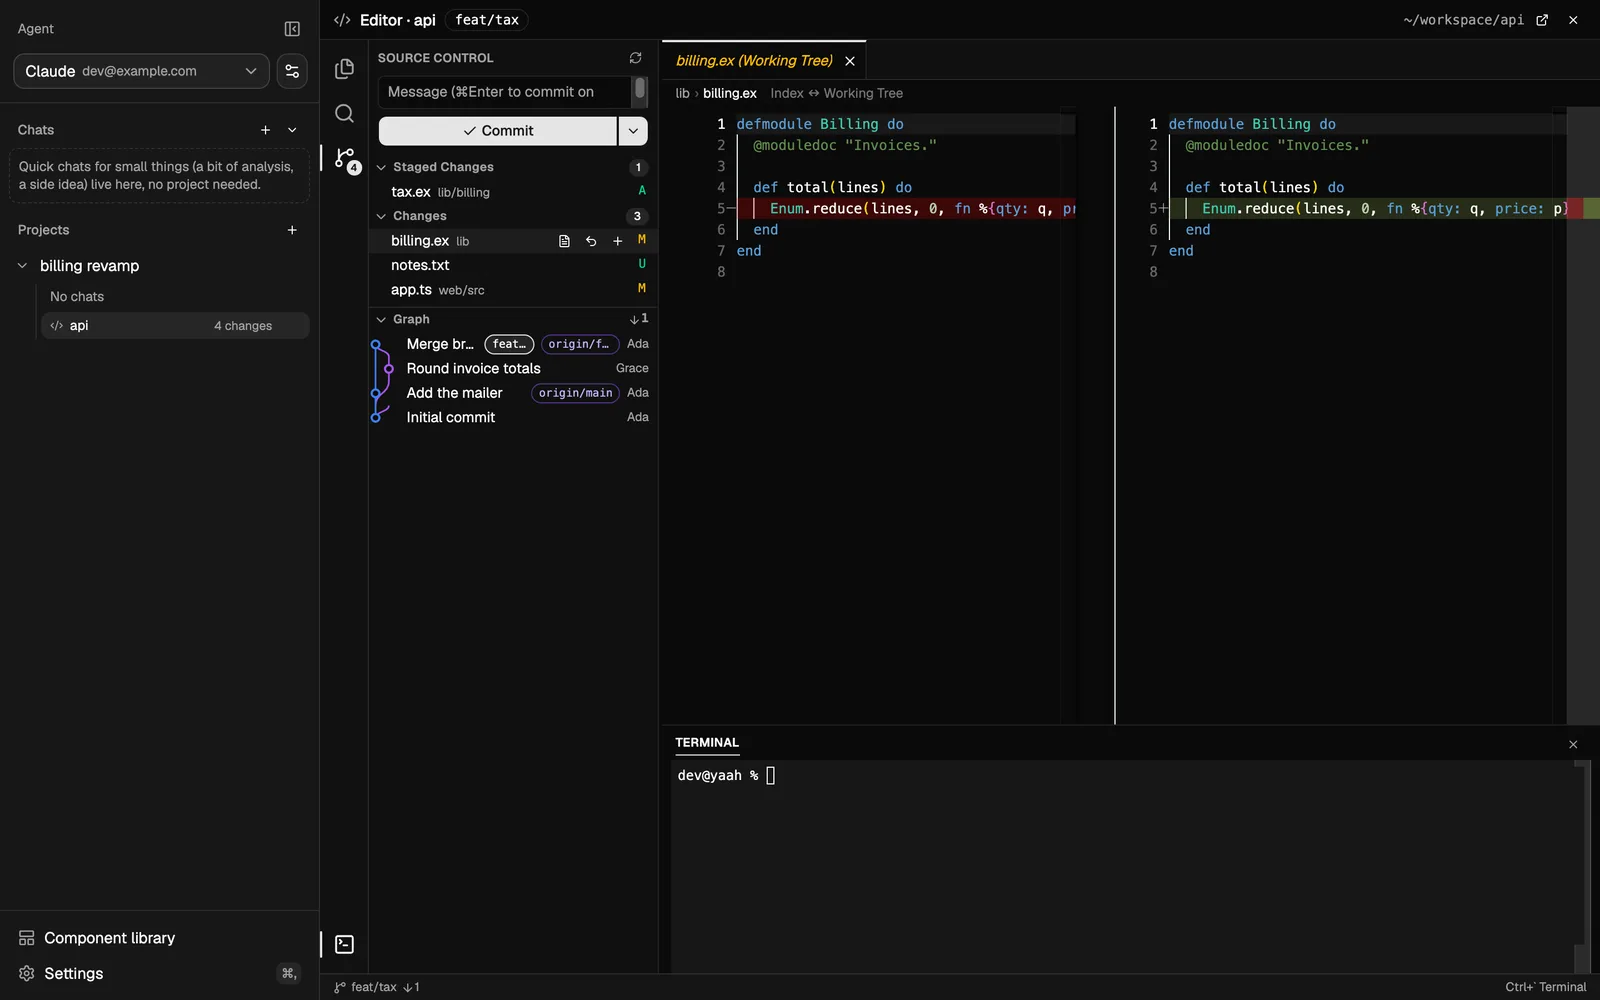 Agent
Claude dev@example.com
Chats
Quick chats for small things (a bit of analysis,
a side idea) live here, no project needed.
Projects
billing revamp
No chats
api 4 changes
Component library
Settings ⌘,
Editor · api feat/tax
~/workspace/api
4
SOURCE CONTROL
Message (⌘Enter to commit on
Commit
Staged Changes 1
tax.ex lib/billing A
Changes 3
billing.ex lib M
notes.txt U
app.ts web/src M
Graph ↓1
Merge br… feat… origin/f… Ada
Round invoice totals Grace
Add the mailer origin/main Ada
Initial commit Ada
billing.ex (Working Tree)
lib › billing.ex Index ↔ Working Tree
1 defmodule Billing do
2 @moduledoc "Invoices."
3
4 def total(lines) do
5— Enum.reduce(lines, 0, fn %{qty: q, pr
6 end
7 end
8
1 defmodule Billing do
2 @moduledoc "Invoices."
3
4 def total(lines) do
5+ Enum.reduce(lines, 0, fn %{qty: q, price: p}
6 end
7 end
8
TERMINAL
dev@yaah %
feat/tax ↓1
Ctrl+` Terminal